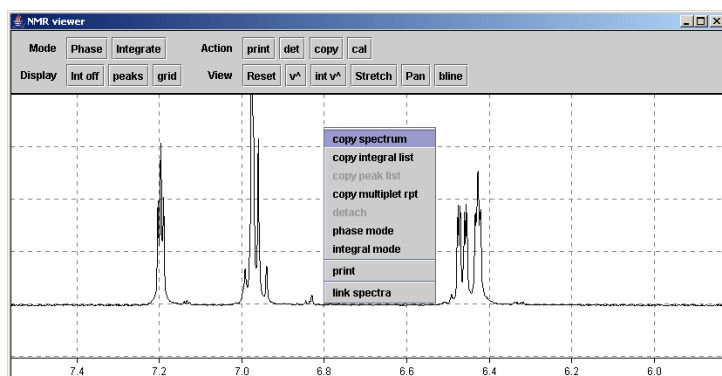 NMR viewer
Mode Phase Integrate Action print det copy cal
Display Int off peaks grid View Reset v^ int v^ Stretch Pan bline
copy spectrum
copy integral list
copy peak list
copy multiplet rpt
detach
phase mode
integral mode
print
link spectra
7.4 7.2 7.0 6.8 6.6 6.4 6.2 6.0